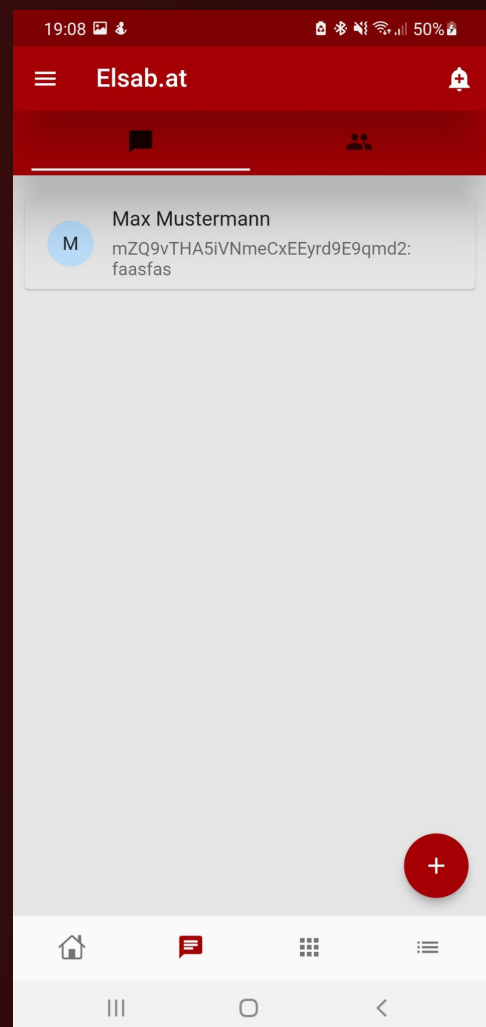 19:08 50%
Elsab.at
Max Mustermann
M
mZQ9vTHA5iVNmeCxEEyrd9E9qmd2:
faasfas